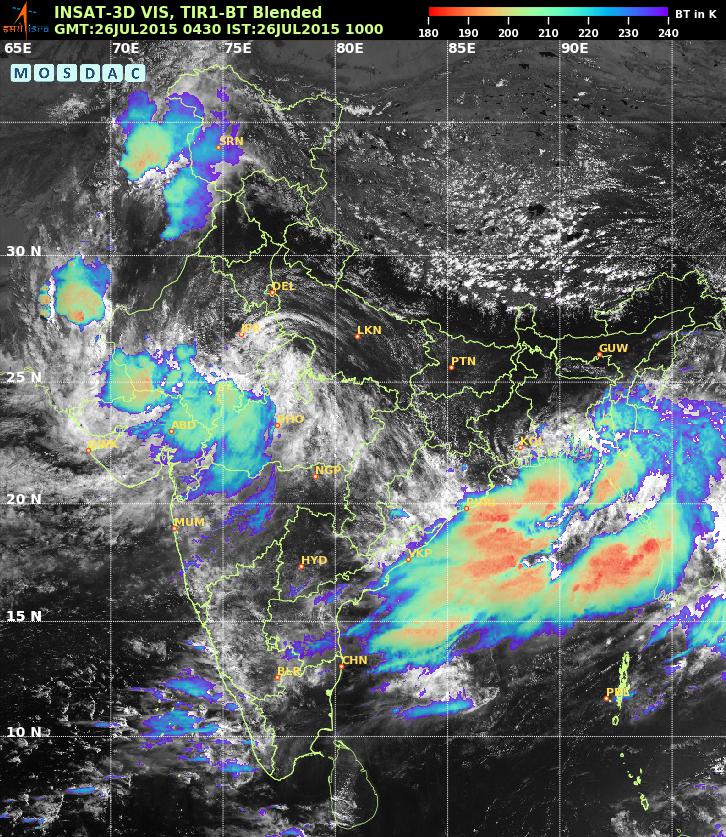 INSAT-3D VIS, TIR1-BT Blended
GMT:26JUL2015 0430 IST:26JUL2015 1000
BT in K
180 190 200 210 220 230 240
65E 70E 75E 80E 85E 90E
MOSDAC
SRN
30 N
DEL
LKN
GUW
PTN
25 N
ABD
BHO
KOL
NGP
20 N
MUM
VKP
HYD
15 N
CHN
BLR
10 N